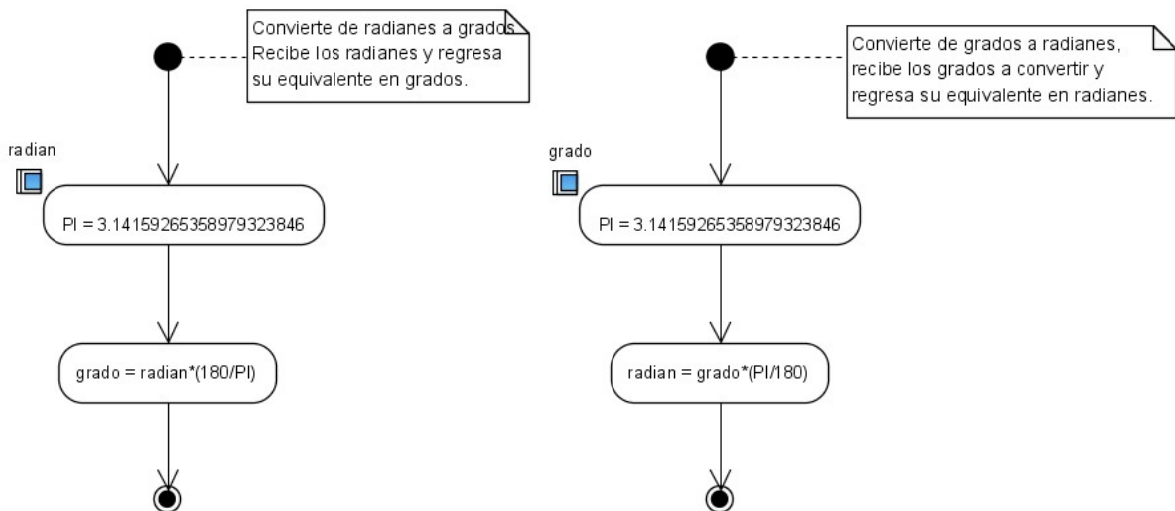 Convierte de radianes a grados
Recibe los radianes y regresa
su equivalente en grados.
radian
PI = 3.14159265358979323846
grado = radian*(180/PI)
Convierte de grados a radianes,
recibe los grados a convertir y
regresa su equivalente en radianes.
grado
PI = 3.14159265358979323846
radian = grado*(PI/180)